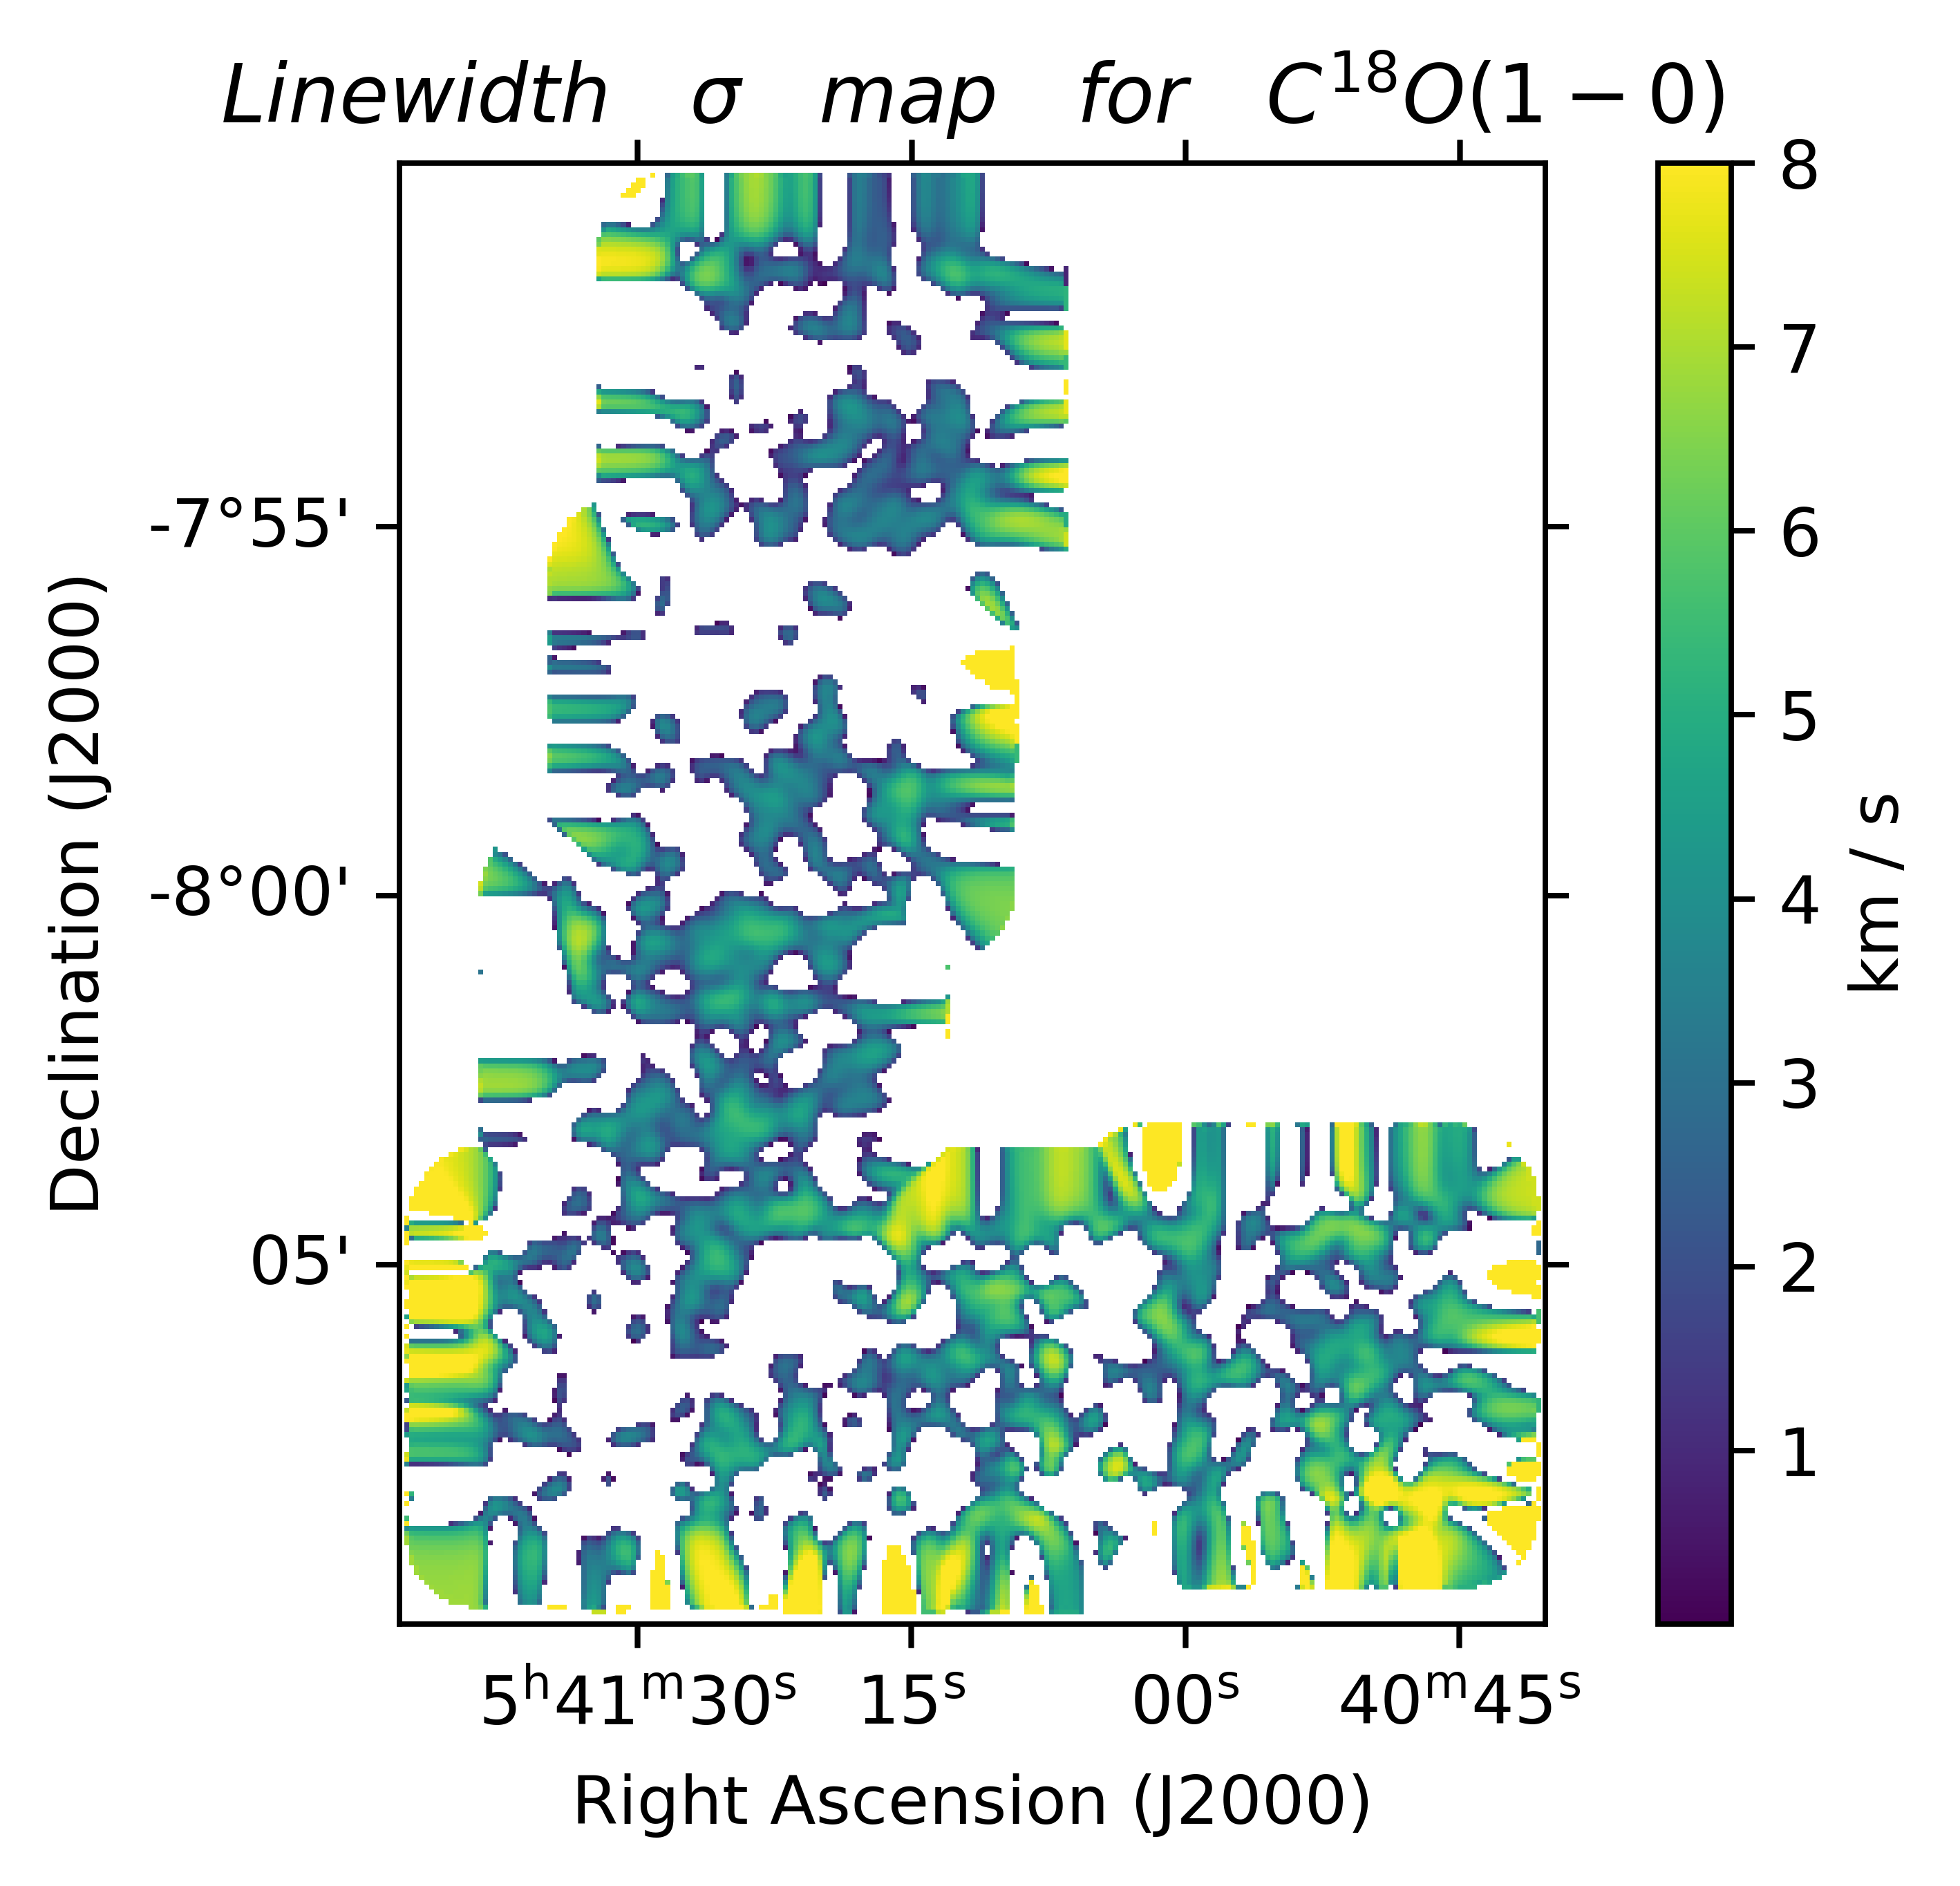 Linewidth σ map for C¹⁸O(1 − 0)
8
7
6
5
4
3
2
1
km / s
-7°55'
-8°00'
05'
Declination (J2000)
5ʰ41ᵐ30ˢ 15ˢ 00ˢ 40ᵐ45ˢ
Right Ascension (J2000)